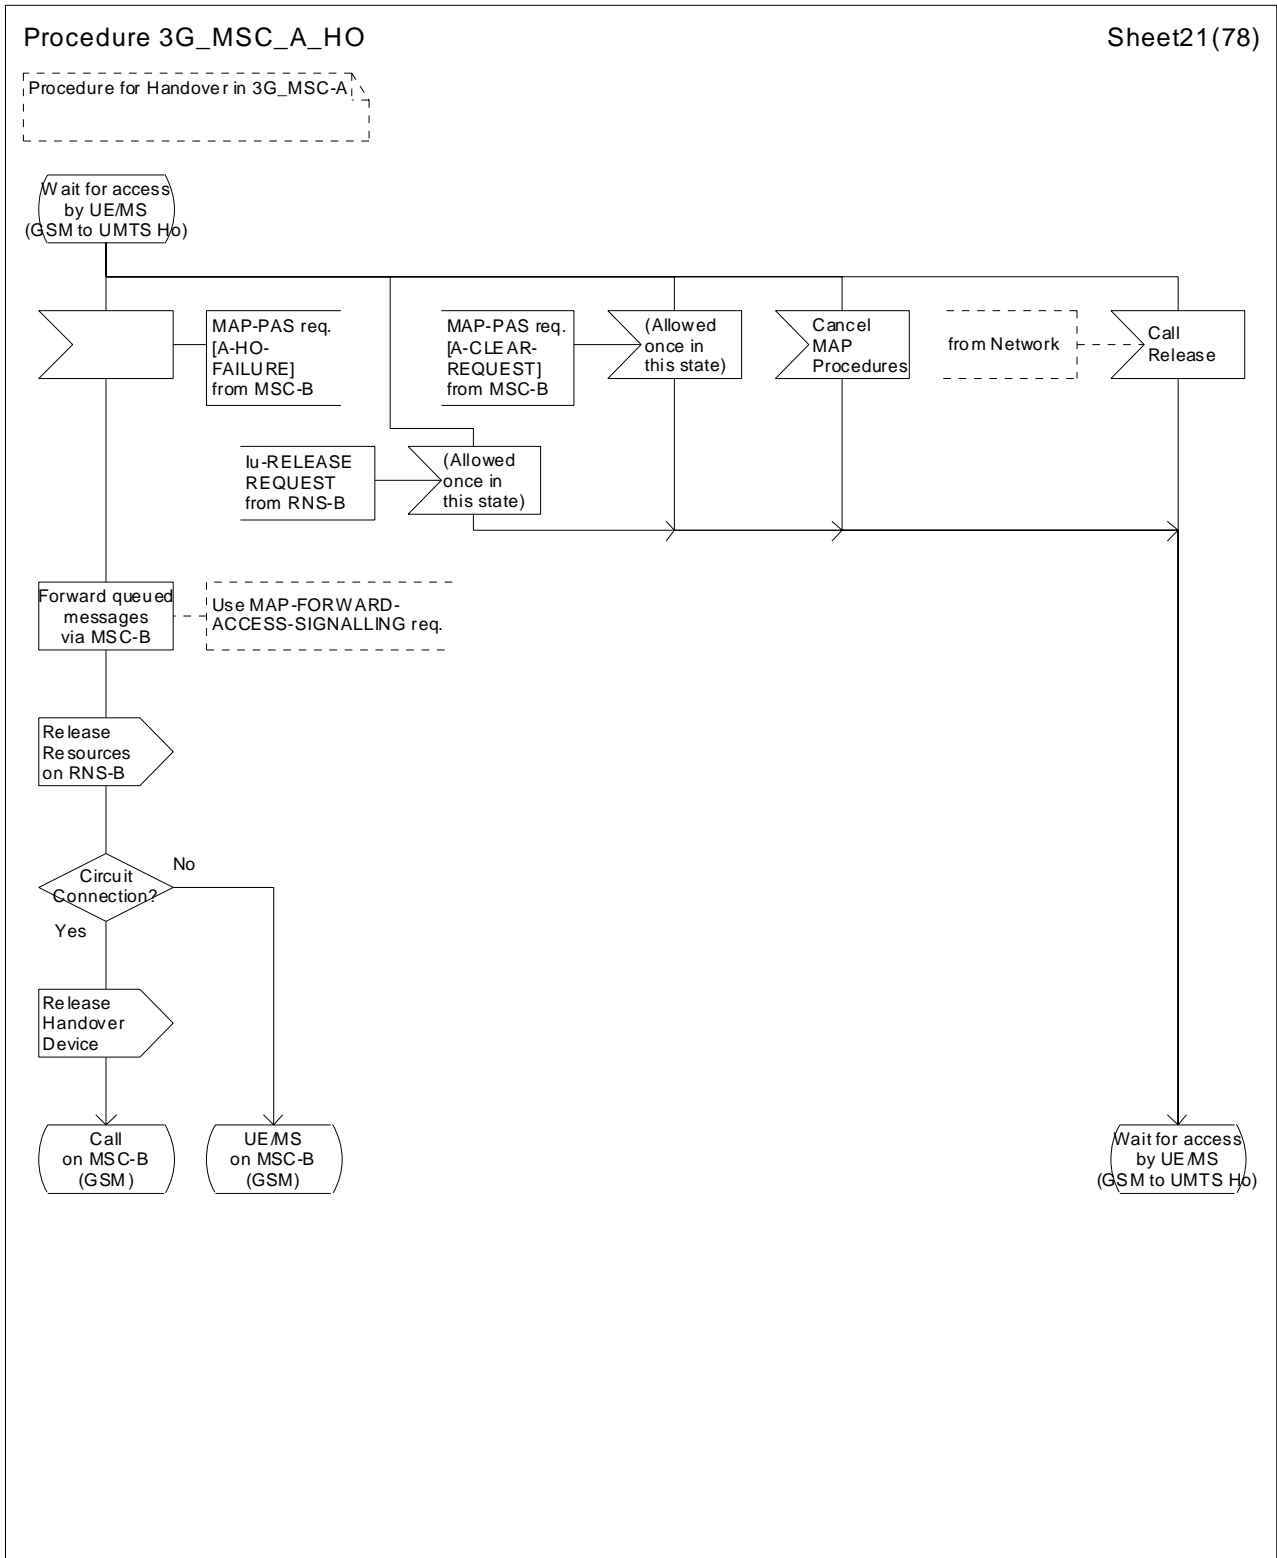 Procedure 3G_MSC_A_HO
Sheet21(78)
Procedure for Handover in 3G_MSC-A
Wait for access
by UE/MS
(GSM to UMTS Ho)
MAP-PAS req.
[A-HO-
FAILURE]
from MSC-B
MAP-PAS req.
[A-CLEAR-
REQUEST]
from MSC-B
(Allowed
once in
this state)
Cancel
MAP
Procedures
from Network
Call
Release
Iu-RELEASE
REQUEST
from RNS-B
(Allowed
once in
this state)
Forward queued
messages
via MSC-B
Use MAP-FORWARD-
ACCESS-SIGNALLING req.
Release
Resources
on RNS-B
Circuit
Connection?
No
Yes
Release
Handover
Device
Call
on MSC-B
(GSM)
UE/MS
on MSC-B
(GSM)
Wait for access
by UE/MS
(GSM to UMTS Ho)